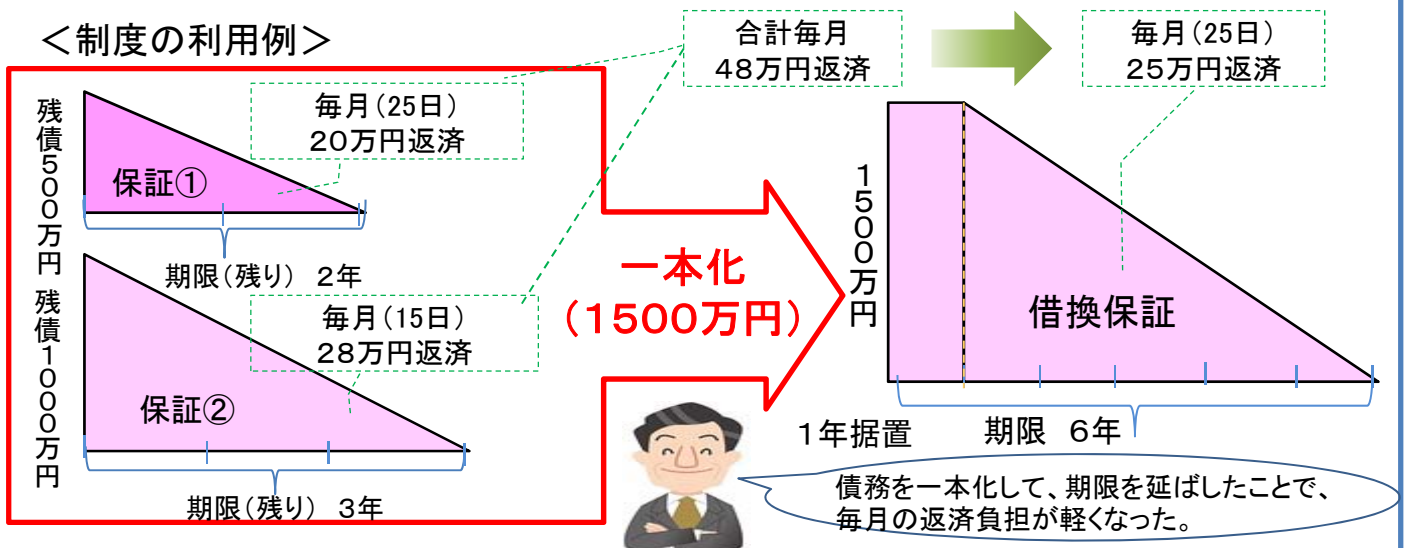 ＜制度の利用例＞
合計毎月
48万円返済
毎月（25日）
25万円返済
残債500万円
毎月（25日）
20万円返済
保証①
期限（残り） 2年
残債1000万円
毎月（15日）
28万円返済
保証②
期限（残り） 3年
一本化
（1500万円）
1500万円
借換保証
1年据置
期限 6年
債務を一本化して、期限を延ばしたことで、
毎月の返済負担が軽くなった。